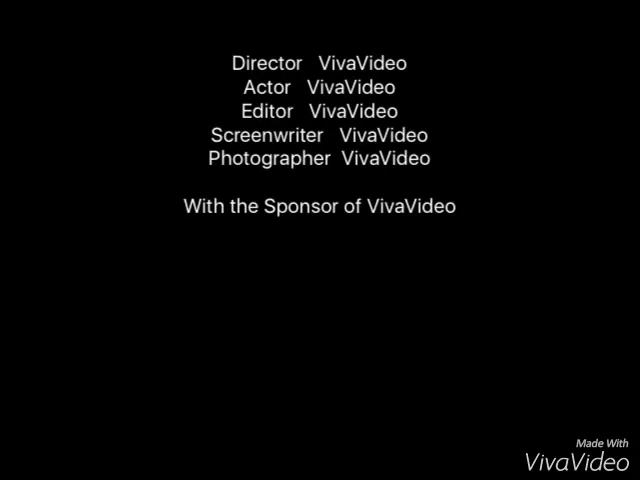 Director VivaVideo
Actor VivaVideo
Editor VivaVideo
Screenwriter VivaVideo
Photographer VivaVideo
With the Sponsor of VivaVideo
Made With
VivaVideo